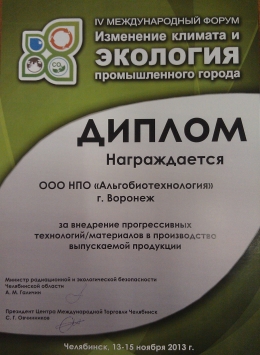 IV МЕЖДУНАРОДНЫЙ ФОРУМ
Изменение климата и
ЭКОЛОГИЯ
промышленного города
ДИПЛОМ
Награждается
ООО НПО «Альгобиотехнология»
г. Воронеж
за внедрение прогрессивных
технологий/материалов в производство
выпускаемой продукции
Министр радиационной и экологической безопасности
Челябинской области
А. М.
Президент Центра Международной Торговли Челябинск
С. Г. Овчинников
Челябинск, 13-15 ноября 2013 г.